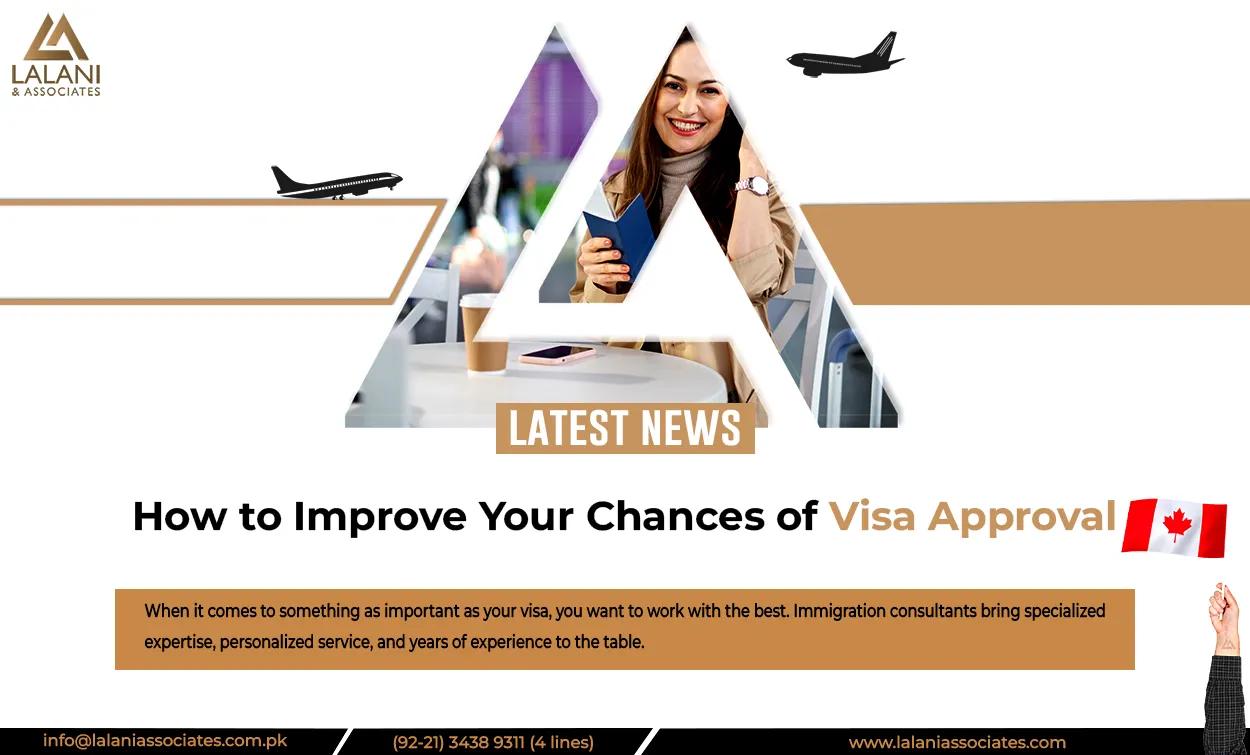 LALANI
& ASSOCIATES
LATEST NEWS
How to Improve Your Chances of Visa Approval
When it comes to something as important as your visa, you want to work with the best. Immigration consultants bring specialized
expertise, personalized service, and years of experience to the table.
info@lalaniassociates.com.pk
(92-21) 3438 9311 (4 lines)
www.lalaniassociates.com